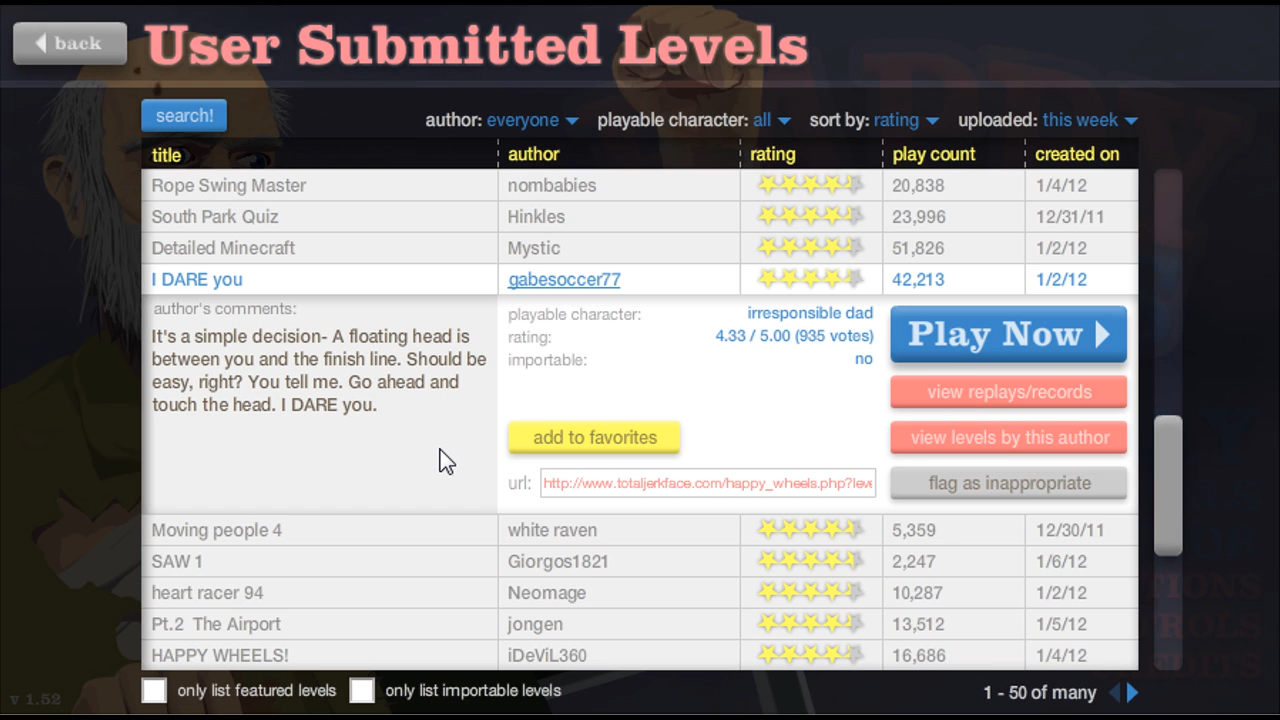 back
User Submitted Levels
search!
author: everyone playable character: all sort by: rating uploaded: this week
title author rating play count created on
Rope Swing Master nombabies 20,838 1/4/12
South Park Quiz Hinkles 23,996 12/31/11
Detailed Minecraft Mystic 51,826 1/2/12
I DARE you gabesoccer77 42,213 1/2/12
author's comments:
It's a simple decision- A floating head is
between you and the finish line. Should be
easy, right? You tell me. Go ahead and
touch the head. I DARE you.
playable character: irresponsible dad
rating: 4.33 / 5.00 (935 votes)
importable: no
add to favorites
url: http://www.totaljerkface.com/happy_wheels.php?leve
Play Now
view replays/records
view levels by this author
flag as inappropriate
Moving people 4 white raven 5,359 12/30/11
SAW 1 Giorgos1821 2,247 1/6/12
heart racer 94 Neomage 10,287 1/2/12
Pt.2 The Airport jongen 13,512 1/5/12
HAPPY WHEELS! iDeViL360 16,686 1/4/12
only list featured levels only list importable levels
1 - 50 of many
v 1.52